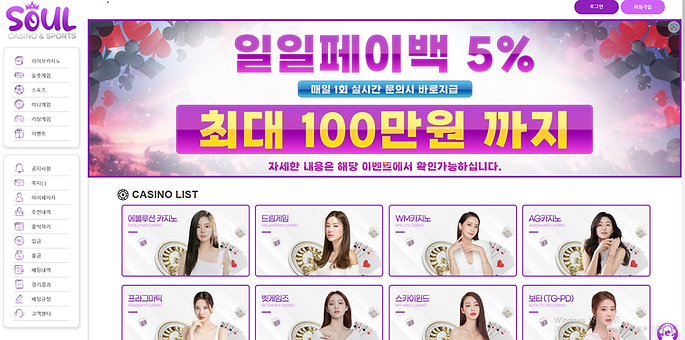 SOUL
CASINO & SPORTS
로그인
회원가입
라이브카지노
슬롯게임
스포츠
미니게임
가상게임
이벤트
공지사항
쪽지( )
마이페이지
추천내역
출석하기
입금
출금
베팅내역
경기결과
베팅규정
고객센터
일일페이백 5%
매일 1회 실시간 문의시 바로지급
최대 100만원 까지
자세한 내용은 해당 이벤트에서 확인가능하십니다.
CASINO LIST
에볼루션 카지노
EVOLUTION CASINO
드림게임
DREAMGAME CASINO
WM카지노
WM LIVE CASINO
AG카지노
ASIAGAMING CASINO
프라그마틱
PRAGMATIC CASINO
벳게임즈
BETGAMES CASINO
스카이윈드
SKYWIND CASINO
보타 (TG-PD)
Windows